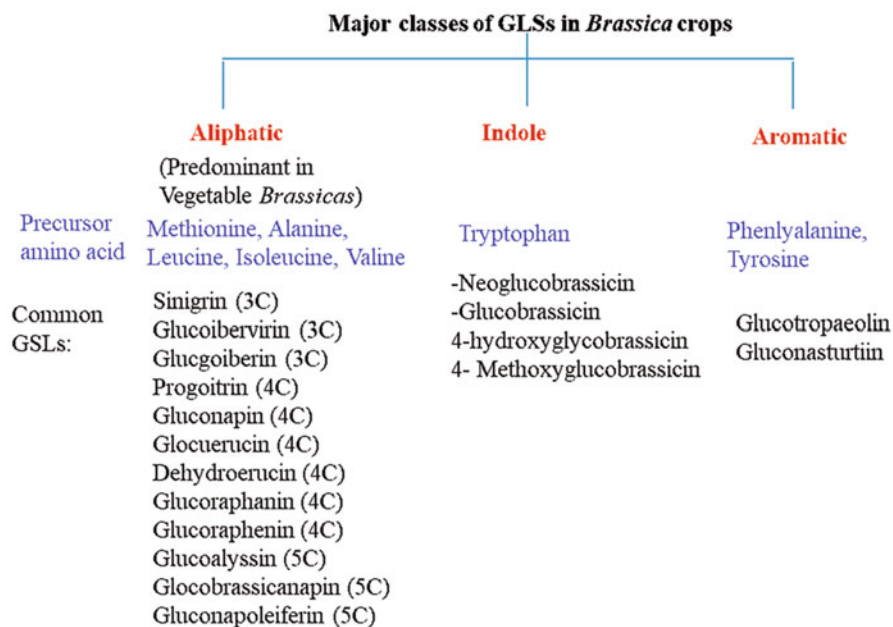 Major classes of GLSs in Brassica crops
Aliphatic
(Predominant in
Vegetable Brassicas)
Indole
Aromatic
Precursor
amino acid
Methionine, Alanine,
Leucine, Isoleucine, Valine
Tryptophan
Phenlyalanine,
Tyrosine
Common
GSLs:
Sinigrin (3C)
Glucoibervirin (3C)
Glucgoiberin (3C)
Progoitrin (4C)
Gluconapin (4C)
Glocuerucin (4C)
Dehydroerucin (4C)
Glucoraphanin (4C)
Glucoraphenin (4C)
Glucoalyssin (5C)
Glocobrassicanapin (5C)
Gluconapoleiferin (5C)
-Neoglucobrassicin
-Glucobrassicin
4-hydroxyglycobrassicin
4- Methoxyglucobrassicin
Glucotropaeolin
Gluconasturtiin